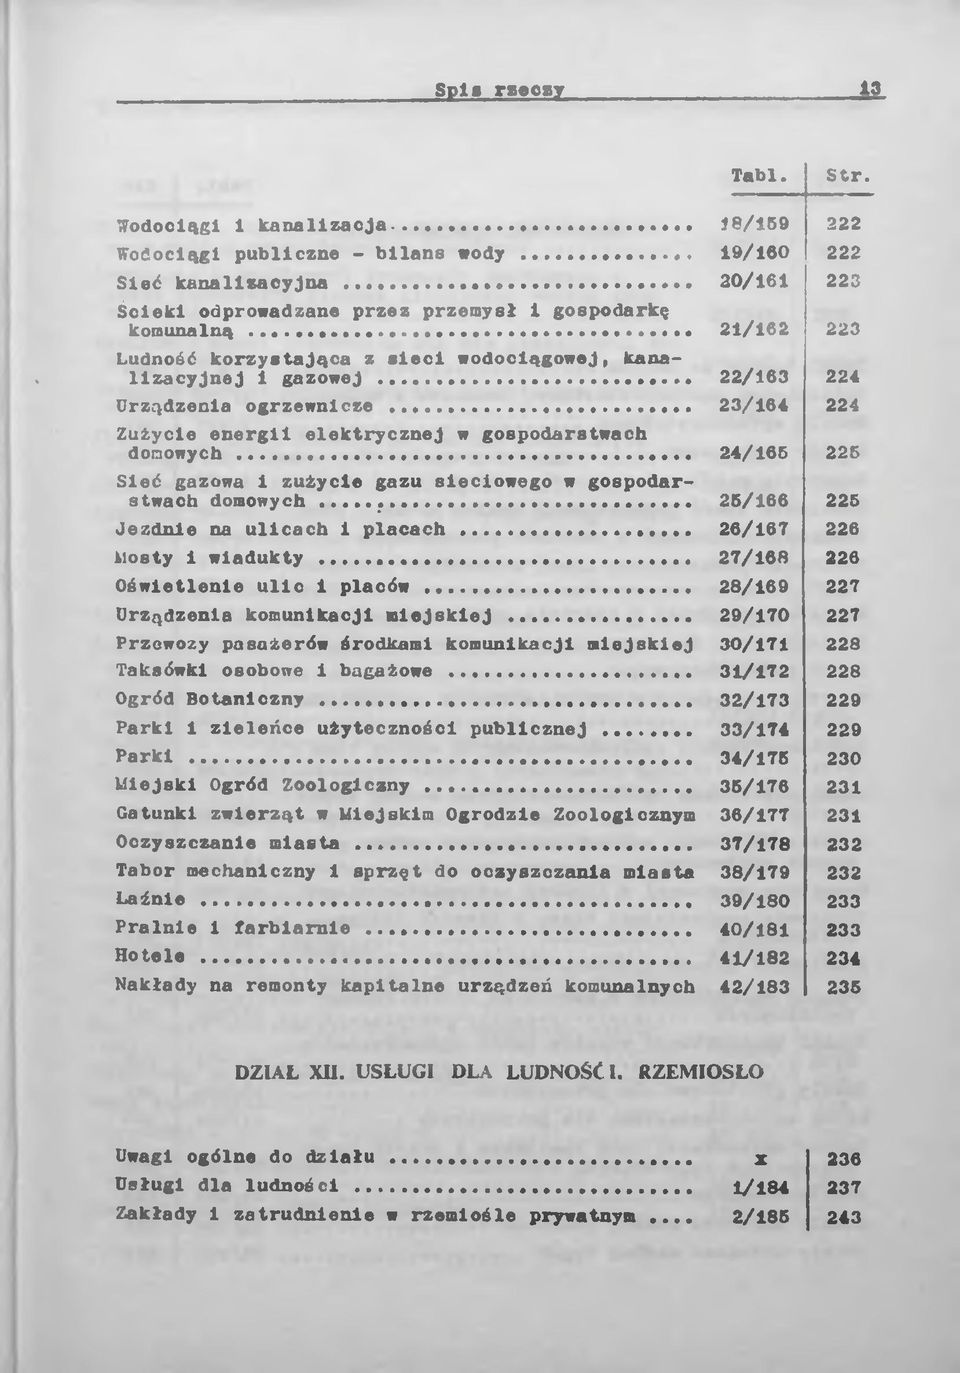 Spis rzeczy 13
Tabl. Str.
Wodociągi i kanalizacja.......................... 18/159 222
Wodociągi publiczne - bilans wody ............... 19/160 222
Sieć kanalizacyjna .............................. 20/161 223
Ścieki odprowadzane przez przemysł i gospodarkę
komunalną ...................................... 21/162 223
Ludność korzystająca z sieci wodociągowej, kana-
lizacyjnej i gazowej ........................... 22/163 224
Urządzenia ogrzewnicze .......................... 23/164 224
Zużycie energii elektrycznej w gospodarstwach
domowych ....................................... 24/165 225
Sieć gazowa i zużycie gazu sieciowego w gospodar-
stwach domowych ................................ 25/166 225
Jezdnie na ulicach i placach .................... 26/167 226
Mosty i wiadukty ................................ 27/168 226
Oświetlenie ulic i placów ....................... 28/169 227
Urządzenia komunikacji miejskiej ................ 29/170 227
Przewozy pasażerów środkami komunikacji miejskiej 30/171 228
Taksówki osobowe i bagażowe ..................... 31/172 228
Ogród Botaniczny ................................ 32/173 229
Parki i zieleńce użyteczności publicznej ........ 33/174 229
Parki ........................................... 34/175 230
Miejski Ogród Zoologiczny ....................... 35/176 231
Gatunki zwierząt w Miejskim Ogrodzie Zoologicznym 36/177 231
Oczyszczanie miasta ............................. 37/178 232
Tabor mechaniczny i sprzęt do oczyszczania miasta 38/179 232
Łaźnie .......................................... 39/180 233
Pralnie i farbiarnie ............................ 40/181 233
Hotele .......................................... 41/182 234
Nakłady na remonty kapitalne urządzeń komunalnych 42/183 235
DZIAŁ XII. USŁUGI DLA LUDNOŚCI. RZEMIOSŁO
Uwagi ogólne do działu .......................... x 236
Usługi dla ludności ............................. 1/184 237
Zakłady i zatrudnienie w rzemiośle prywatnym .... 2/185 243